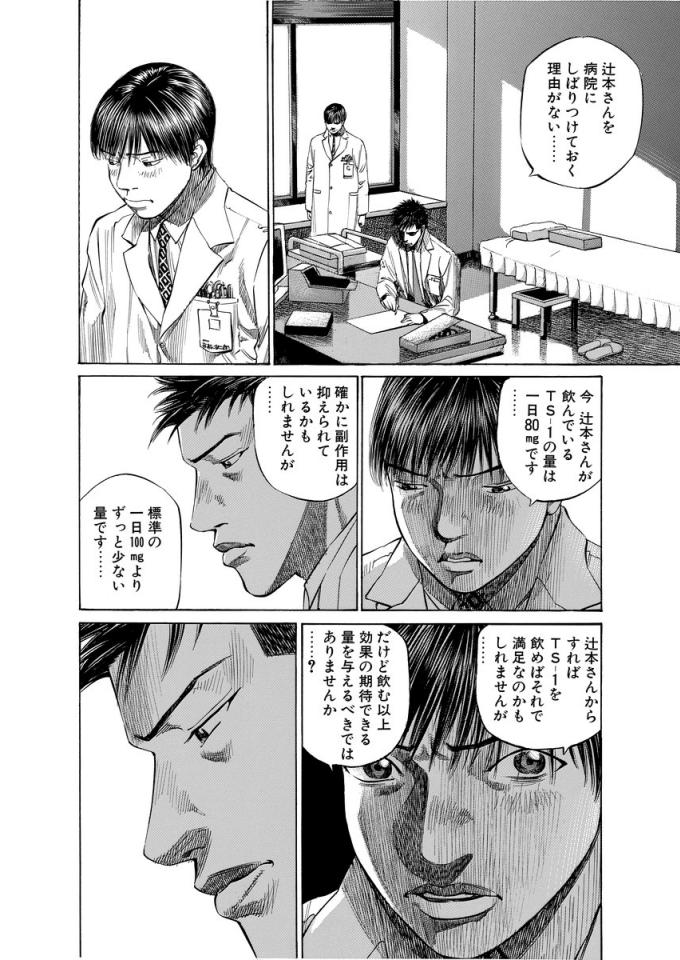 辻本さんを
病院に
しばりつけておく
理由がない……
今 辻本さんが
飲んでいる
TS-1の量は
一日80mgです
確かに副作用は
抑えられて
いるかも
しれませんが
……
標準の
一日100mgより
ずっと少ない
量です……
辻本さんから
すれば
TS-1を
飲めばそれで
満足なのかも
しれませんが
だけど飲む以上
効果の期待できる
量を与えるべきでは
ありませんか
……?